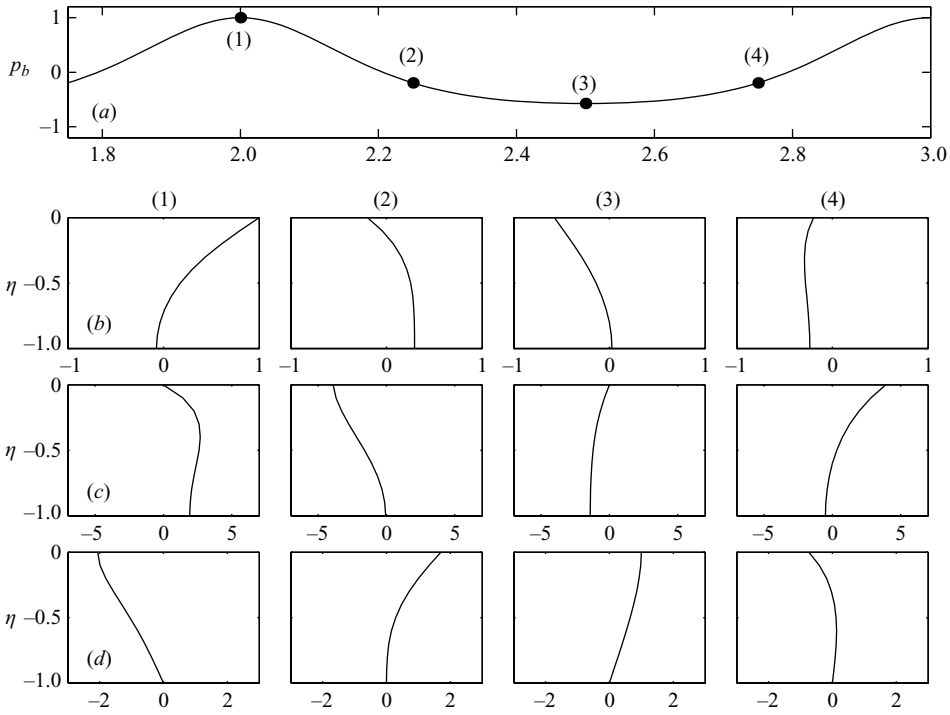 1
(1)
(2)
(4)
p_b 0
(3)
(a)
–1
1.8 2.0 2.2 2.4 2.6 2.8 3.0
(1) (2) (3) (4)
0
η –0.5
(b)
–1.0
–1 0 1 –1 0 1 –1 0 1 –1 0 1
0
η –0.5
(c)
–1.0
–5 0 5 –5 0 5 –5 0 5 –5 0 5
0
η –0.5
(d)
–1.0
–2 0 2 –2 0 2 –2 0 2 –2 0 2